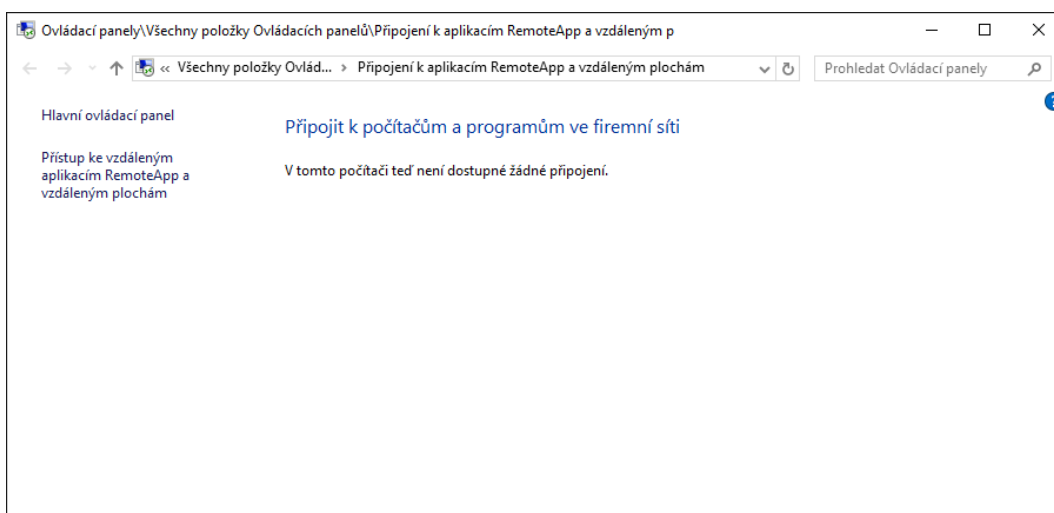 Ovládací panely\Všechny položky Ovládacích panelů\Připojení k aplikacím RemoteApp a vzdáleným p
« Všechny položky Ovlád... › Připojení k aplikacím RemoteApp a vzdáleným plochám
Prohledat Ovládací panely
Hlavní ovládací panel
Přístup ke vzdáleným
aplikacím RemoteApp a
vzdáleným plochám
Připojit k počítačům a programům ve firemní síti
V tomto počítači teď není dostupné žádné připojení.